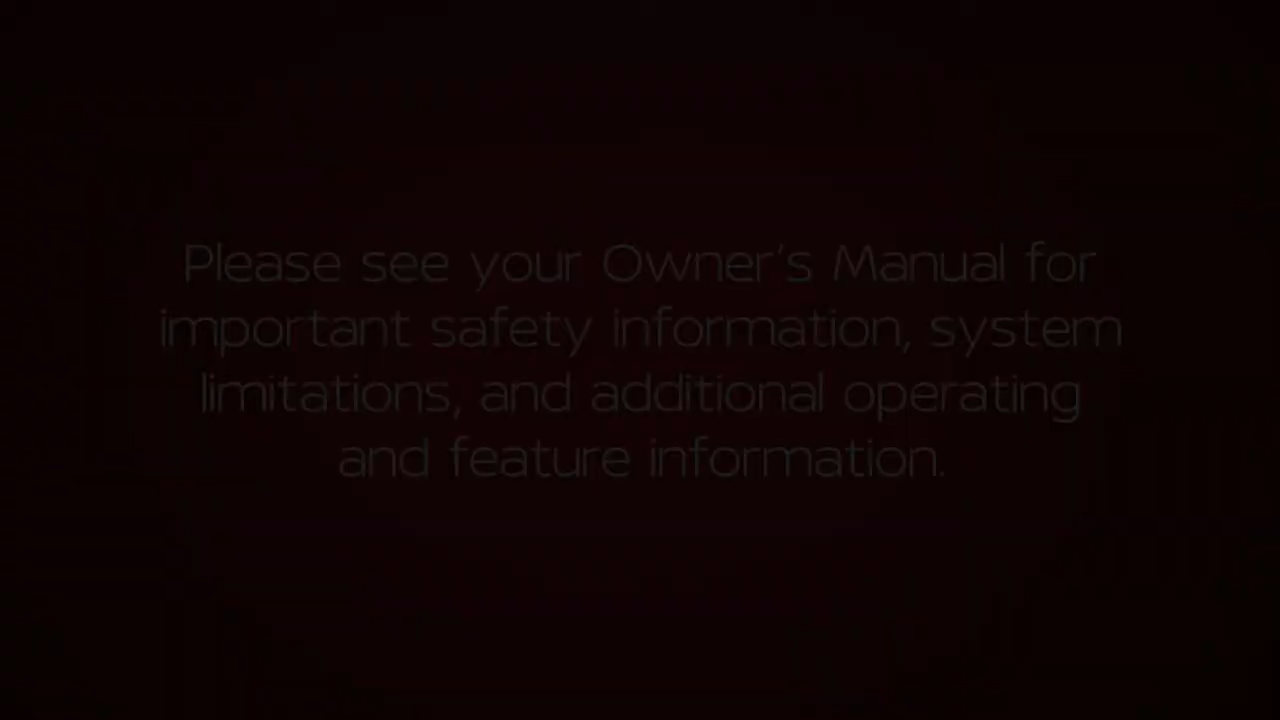 Please see your Owner's Manual for
important safety information, system
limitations, and additional operating
and feature information.